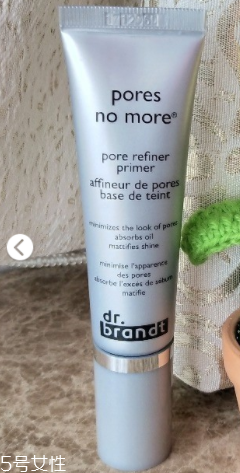 pores
no more®
pore refiner
primer
affineur de pores
base de teint
minimizes the look of pores
absorbs oil
mattifies shine
minimise l'apparence
des pores
absorbe l'excès de sébum
matifie
dr.
brandt
5号女性